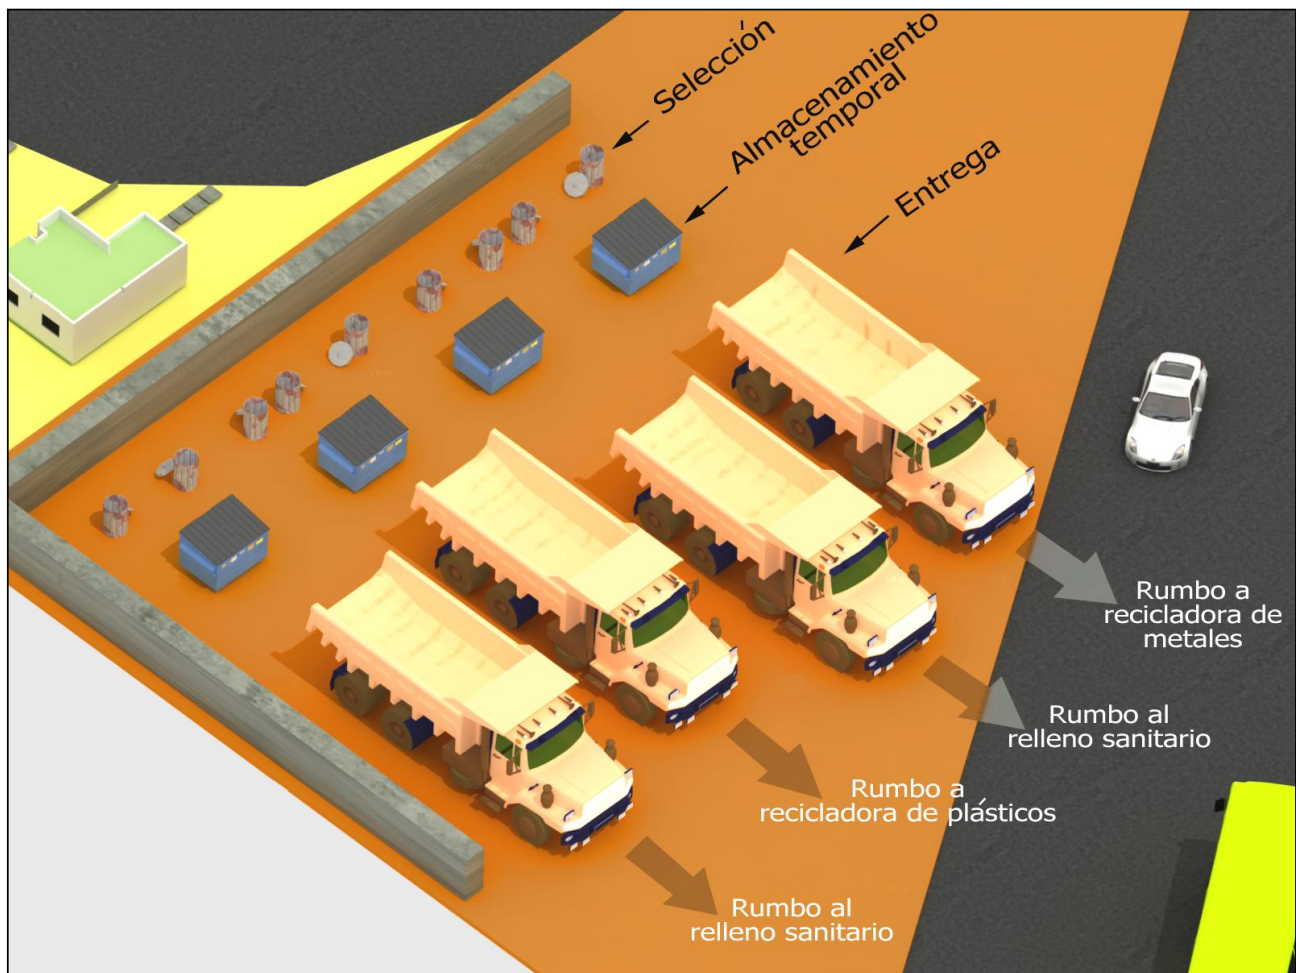 Selección
Almacenamiento
temporal
Entrega
Rumbo a
recicladora de
metales
Rumbo al
relleno sanitario
Rumbo a
recicladora de plásticos
Rumbo al
relleno sanitario